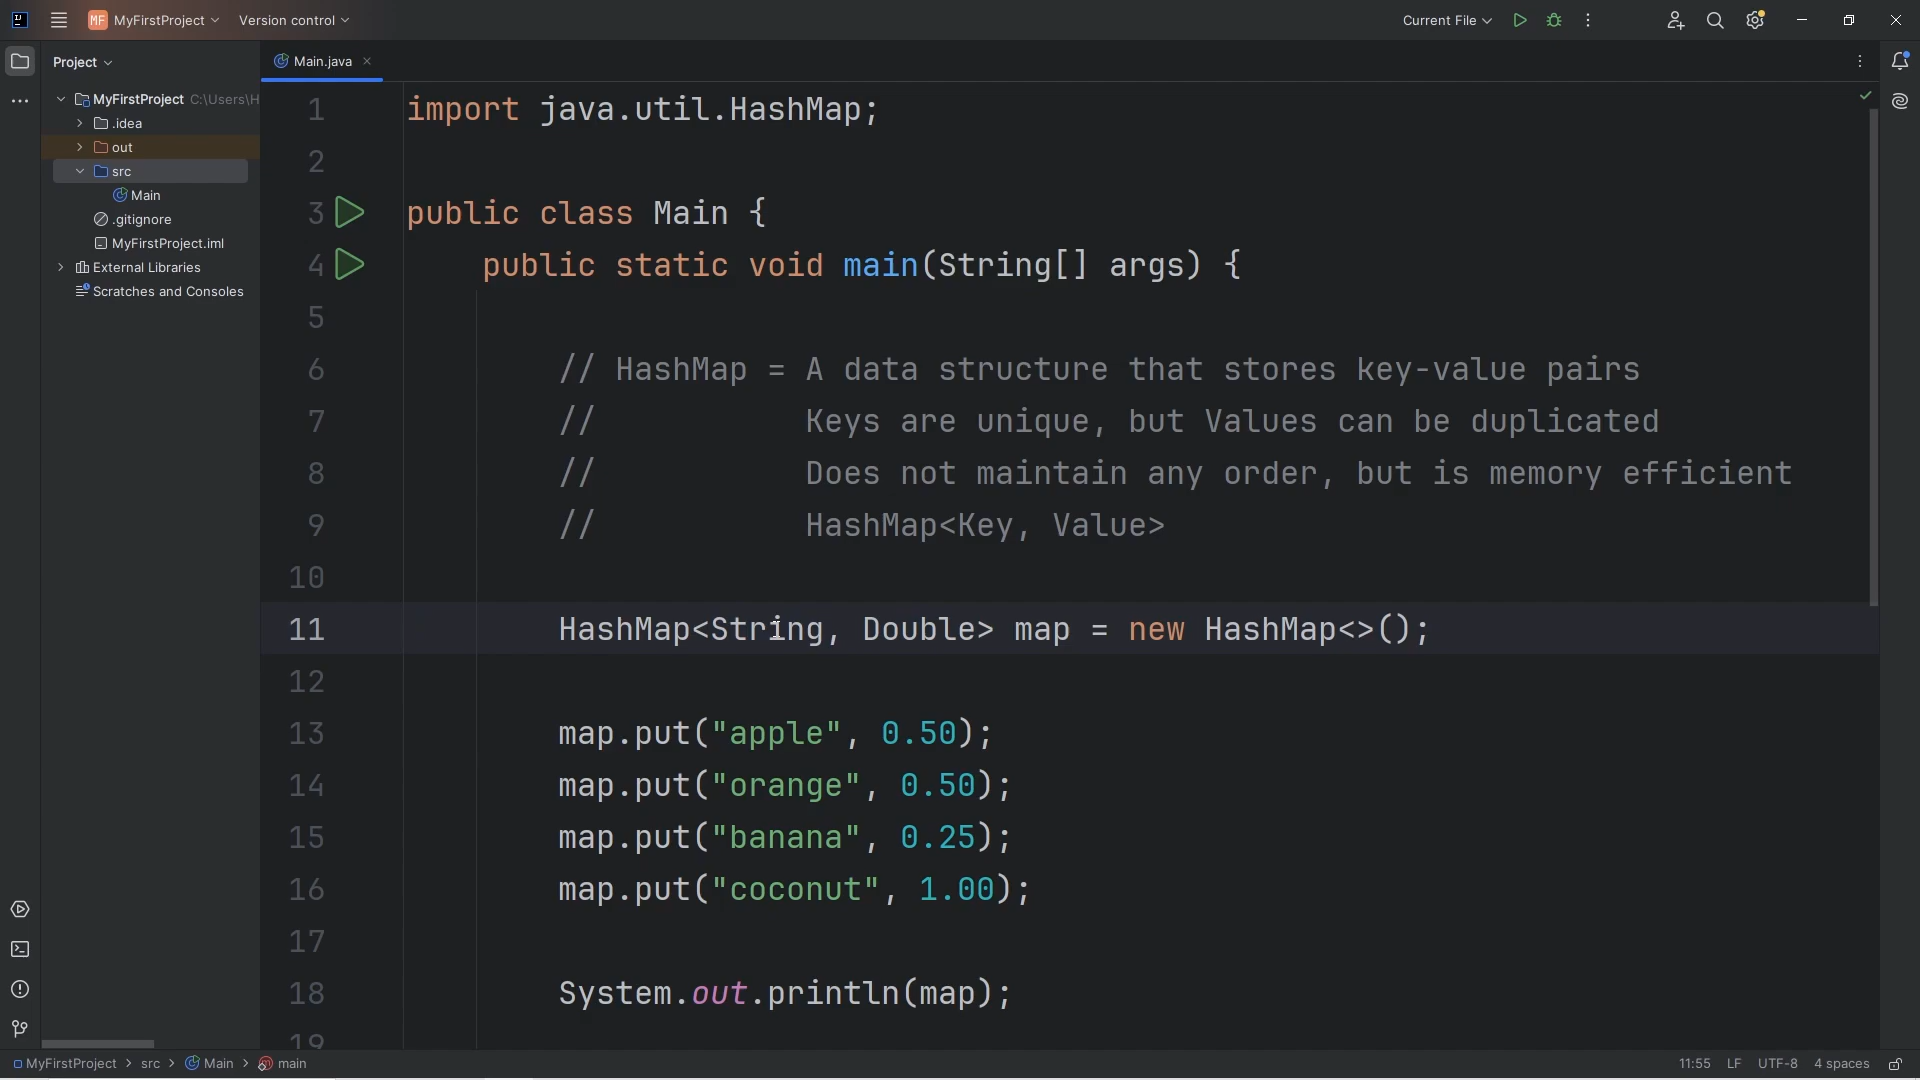 MF MyFirstProject Version control Current File
Project Main.java
MyFirstProject C:\Users\H
.idea
out
src
Main
.gitignore
MyFirstProject.iml
External Libraries
Scratches and Consoles
1 import java.util.HashMap;
2
3 public class Main {
4 public static void main(String[] args) {
5
6 // HashMap = A data structure that stores key-value pairs
7 // Keys are unique, but Values can be duplicated
8 // Does not maintain any order, but is memory efficient
9 // HashMap<Key, Value>
10
11 HashMap<String, Double> map = new HashMap<>();
12
13 map.put("apple", 0.50);
14 map.put("orange", 0.50);
15 map.put("banana", 0.25);
16 map.put("coconut", 1.00);
17
18 System.out.println(map);
19
MyFirstProject > src > Main > main 11:55 LF UTF-8 4 spaces